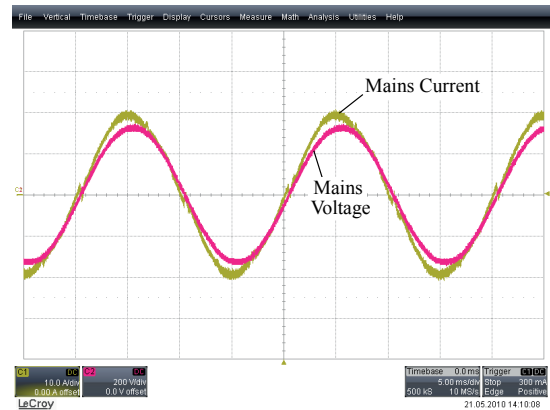 File Vertical Timebase Trigger Display Cursors Measure Math Analysis Utilities Help
Mains Current
C2
Mains
Voltage
C1 DC
10.0 A/div
0.00 A offset
C2 DC
200 V/div
0.0 V offset
Timebase 0.0 ms
5.00 ms/div
500 kS 10 MS/s
Trigger C1 DC
Stop 300 mA
Edge Positive
LeCroy
21.05.2010 14:10:08